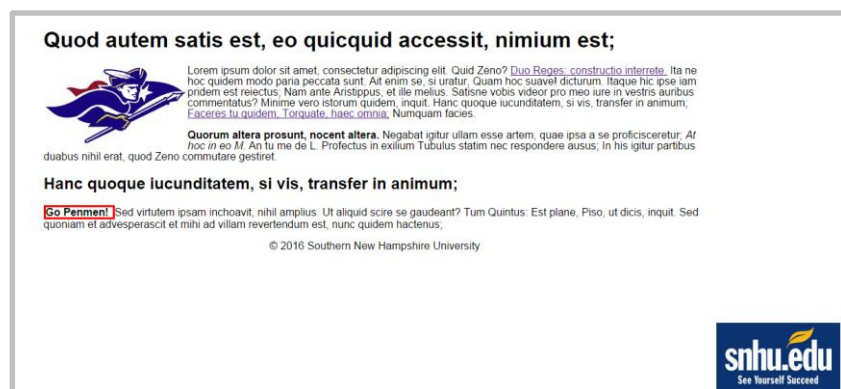 Quod autem satis est, eo quicquid accessit, nimium est;
Lorem ipsum dolor sit amet, consectetur adipiscing elit. Quid Zeno? Duo Reges: constructio interrete. Ita ne
hoc quidem modo paria peccata sunt. Ait enim se, si uratur, Quam hoc suave! dicturum. Itaque hic ipse iam
pridem est reiectus; Nam ante Aristippus, et ille melius. Satisne vobis videor pro meo iure in vestris auribus
commentatus? Minime vero istorum quidem, inquit. Hanc quoque iucunditatem, si vis, transfer in animum;
Faceres tu quidem, Torquate, haec omnia; Numquam facies.
Quorum altera prosunt, nocent altera. Negabat igitur ullam esse artem, quae ipsa a se proficisceretur; At
hoc in eo M. An tu me de L. Profectus in exilium Tubulus statim nec respondere ausus; In his igitur partibus
duabus nihil erat, quod Zeno commutare gestiret.
Hanc quoque iucunditatem, si vis, transfer in animum;
Go Penmen! Sed virtutem ipsam inchoavit, nihil amplius. Ut aliquid scire se gaudeant? Tum Quintus: Est plane, Piso, ut dicis, inquit. Sed
quoniam et advesperascit et mihi ad villam revertendum est, nunc quidem hactenus;
© 2016 Southern New Hampshire University
snhu.edu
See Yourself Succeed